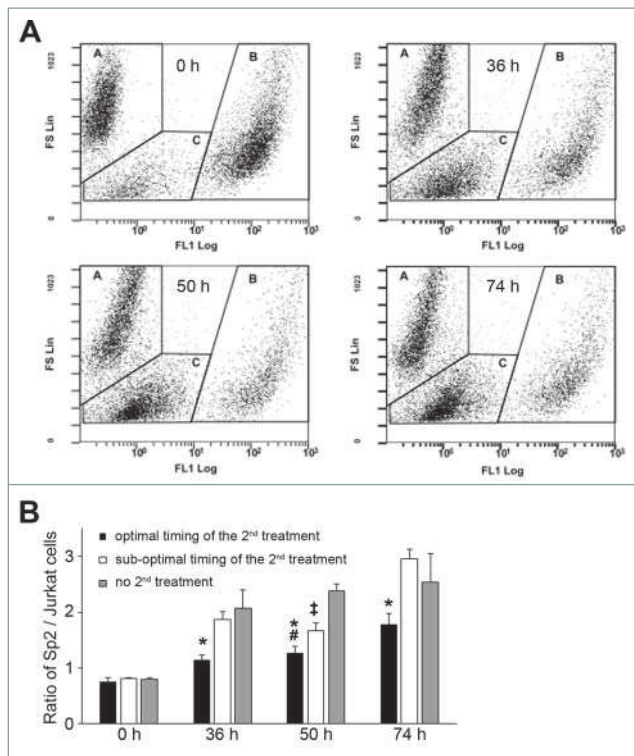 A
A
B
C
0 h
1023
FS Lin
0
10⁰
10¹
10²
10³
FL1 Log
A
B
C
36 h
1023
FS Lin
0
10⁰
10¹
10²
10³
FL1 Log
A
B
C
50 h
1023
FS Lin
0
10⁰
10¹
10²
10³
FL1 Log
A
B
C
74 h
1023
FS Lin
0
10⁰
10¹
10²
10³
FL1 Log
B
optimal timing of the 2nd treatment
sub-optimal timing of the 2nd treatment
no 2nd treatment
Ratio of Sp2 / Jurkat cells
3
2
1
0
*
*
#
‡
*
0 h
36 h
50 h
74 h